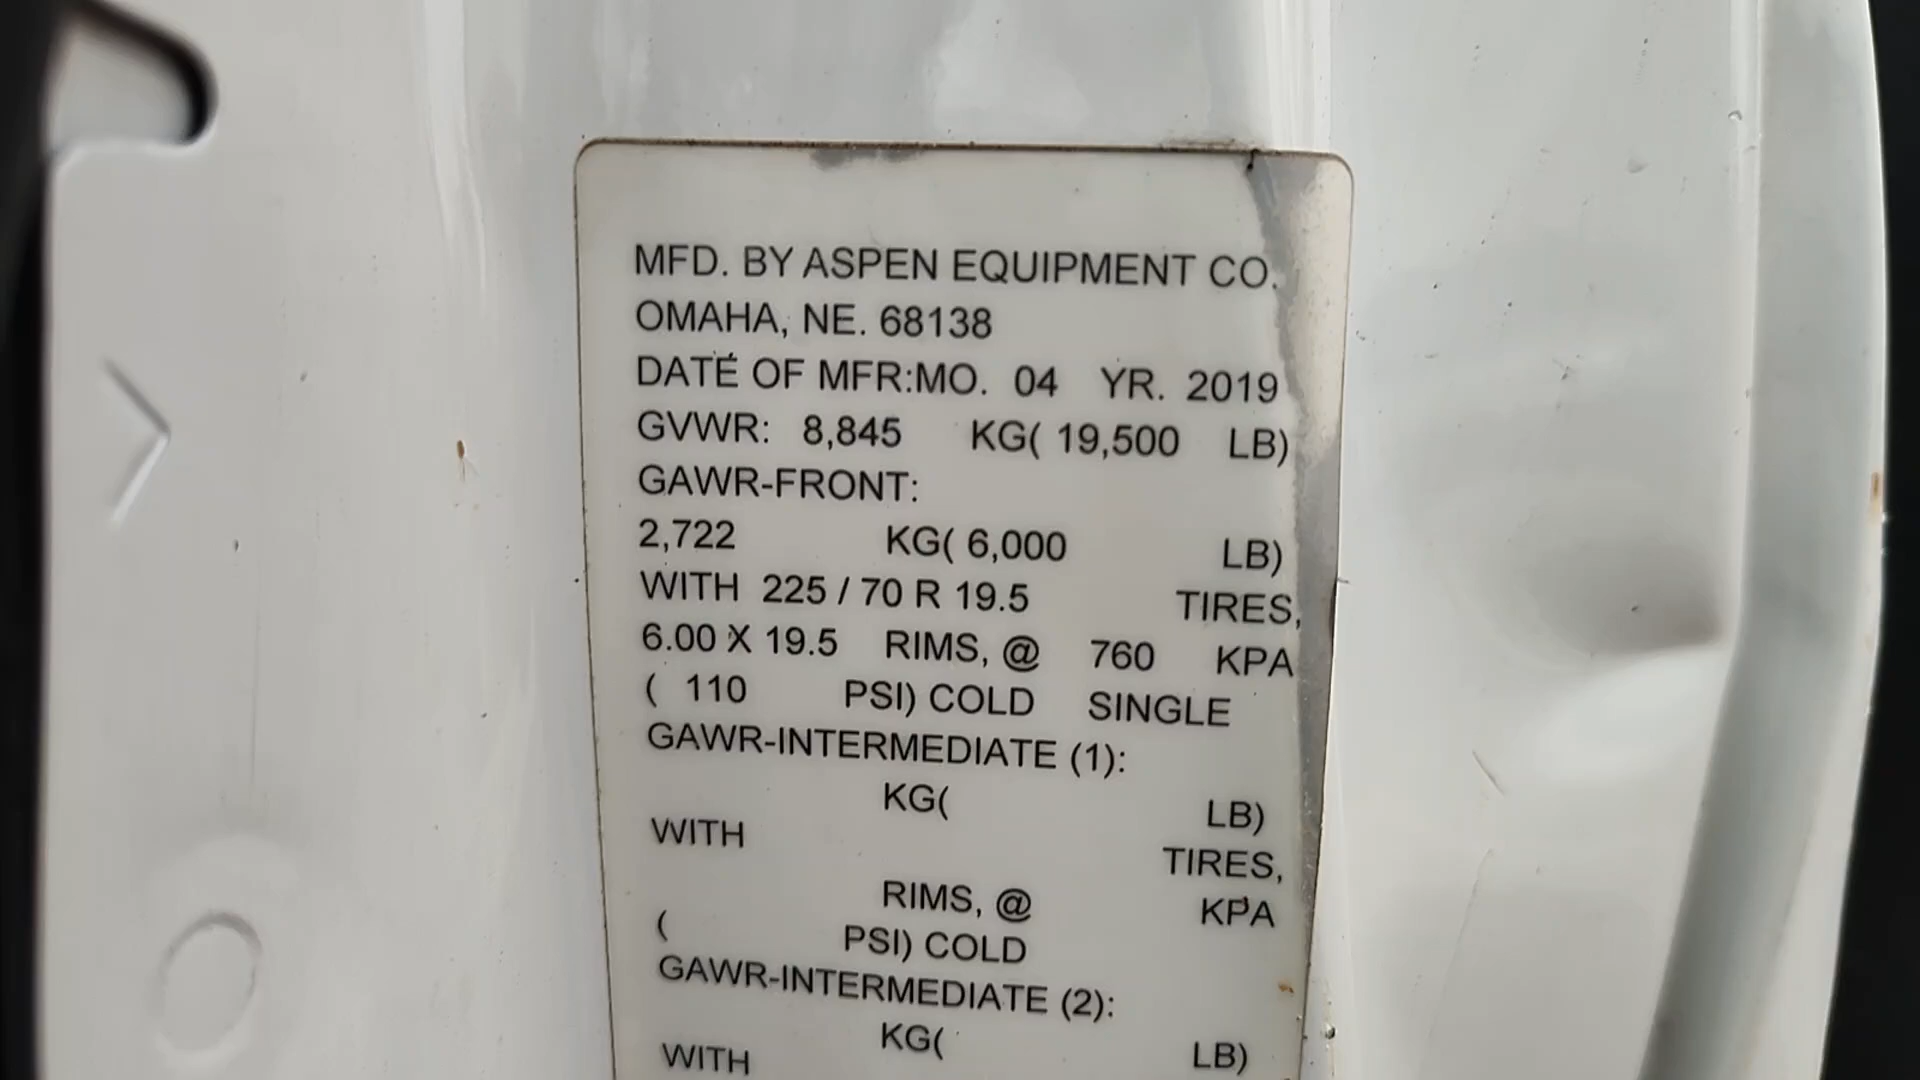 MFD. BY ASPEN EQUIPMENT CO.
OMAHA, NE. 68138
DATE OF MFR:MO. 04 YR. 2019
GVWR: 8,845 KG( 19,500 LB)
GAWR-FRONT:
2,722 KG( 6,000 LB)
WITH 225 / 70 R 19.5 TIRES,
6.00 X 19.5 RIMS, @ 760 KPA
( 110 PSI) COLD SINGLE
GAWR-INTERMEDIATE (1):
KG( LB)
WITH TIRES,
RIMS, @ KPA
( PSI) COLD
GAWR-INTERMEDIATE (2):
KG( LB)
WITH